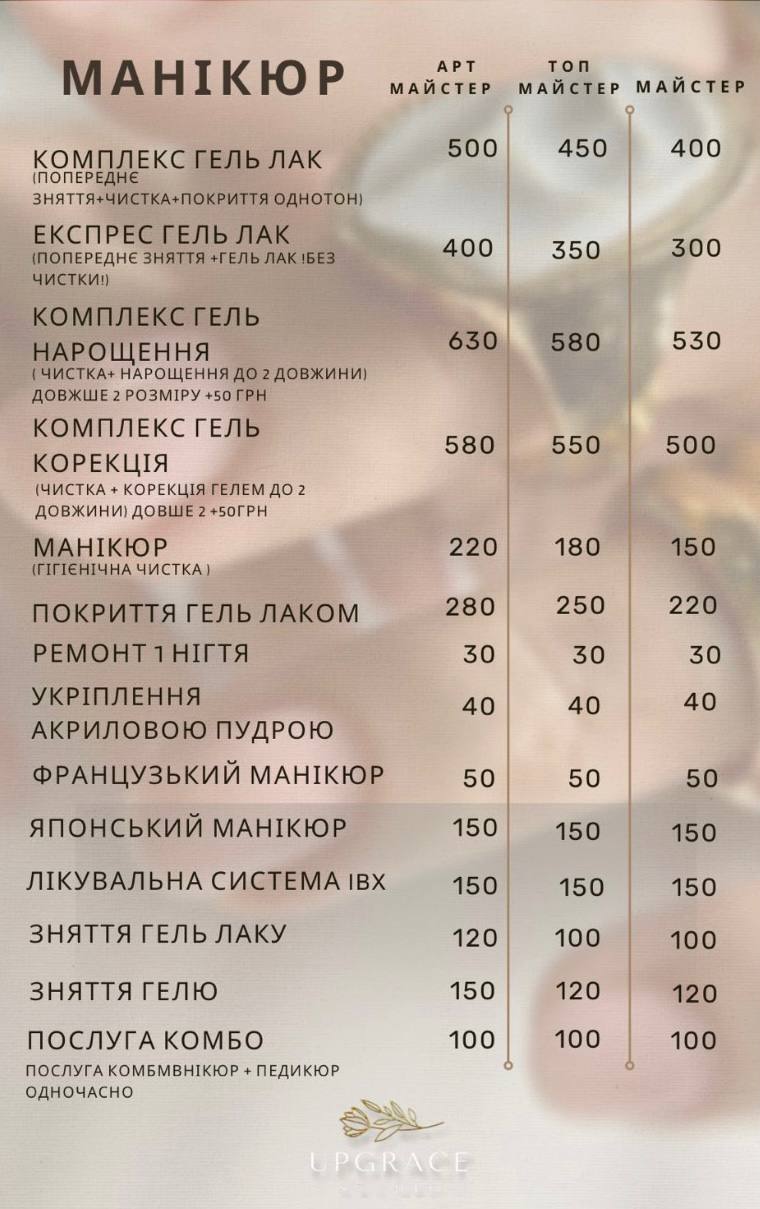 МАНІКЮР
АРТ МАЙСТЕР
ТОП МАЙСТЕР
МАЙСТЕР
КОМПЛЕКС ГЕЛЬ ЛАК 500 450 400
(ПОПЕРЕДНЄ
ЗНЯТТЯ+ЧИСТКА+ПОКРИТТЯ ОДНОТОН)
ЕКСПРЕС ГЕЛЬ ЛАК 400 350 300
(ПОПЕРЕДНЄ ЗНЯТТЯ +ГЕЛЬ ЛАК !БЕЗ
ЧИСТКИ!)
КОМПЛЕКС ГЕЛЬ
НАРОЩЕННЯ 630 580 530
( ЧИСТКА+ НАРОЩЕННЯ ДО 2 ДОВЖИНИ)
ДОВЖШЕ 2 РОЗМІРУ +50 ГРН
КОМПЛЕКС ГЕЛЬ
КОРЕКЦІЯ 580 550 500
(ЧИСТКА + КОРЕКЦІЯ ГЕЛЕМ ДО 2
ДОВЖИНИ) ДОВШЕ 2 +50ГРН
МАНІКЮР 220 180 150
(ГІГІЄНІЧНА ЧИСТКА )
ПОКРИТТЯ ГЕЛЬ ЛАКОМ 280 250 220
РЕМОНТ 1 НІГТЯ 30 30 30
УКРІПЛЕННЯ
АКРИЛОВОЮ ПУДРОЮ 40 40 40
ФРАНЦУЗЬКИЙ МАНІКЮР 50 50 50
ЯПОНСЬКИЙ МАНІКЮР 150 150 150
ЛІКУВАЛЬНА СИСТЕМА IBX 150 150 150
ЗНЯТТЯ ГЕЛЬ ЛАКУ 120 100 100
ЗНЯТТЯ ГЕЛЮ 150 120 120
ПОСЛУГА КОМБО 100 100 100
ПОСЛУГА КОМБМВНІКЮР + ПЕДИКЮР
ОДНОЧАСНО
UPGRACE